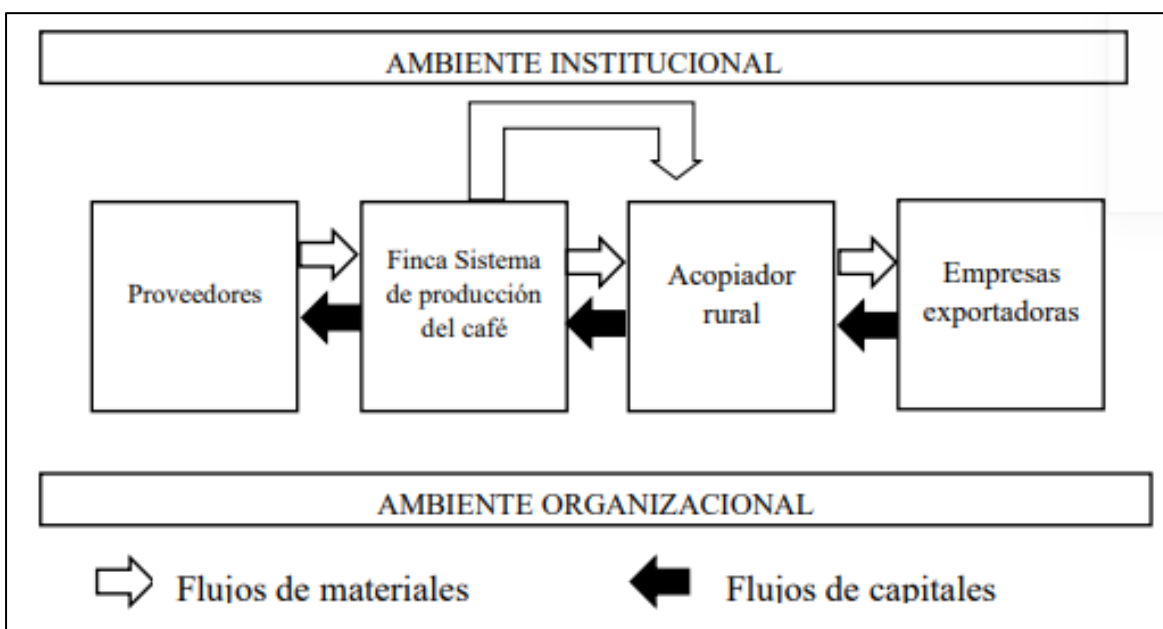 AMBIENTE INSTITUCIONAL
Proveedores
Finca Sistema
de producción
del café
Acopiador
rural
Empresas
exportadoras
AMBIENTE ORGANIZACIONAL
Flujos de materiales
Flujos de capitales